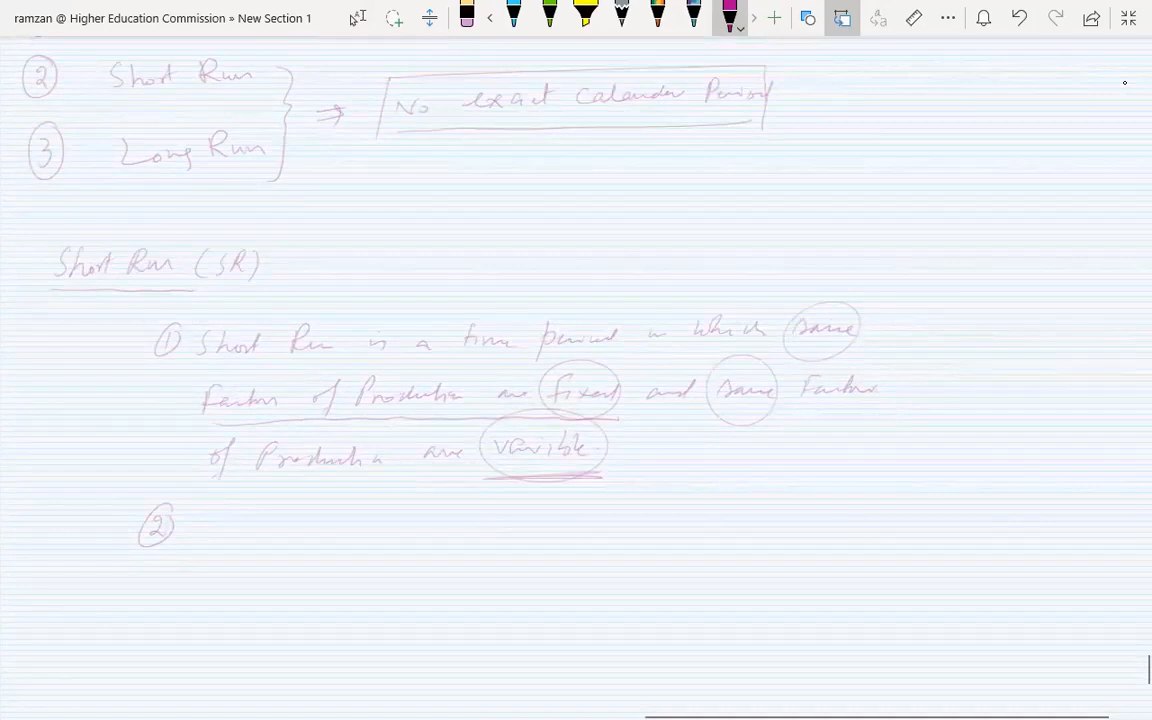 ramzan @ Higher Education Commission » New Section 1
② Short Run
⇒ No exact Calander Period
③ Long Run
Short Run (SR)
① Short Run is a time period in which some
Factors of Production are fixed and some Factors
of Production are varible
②